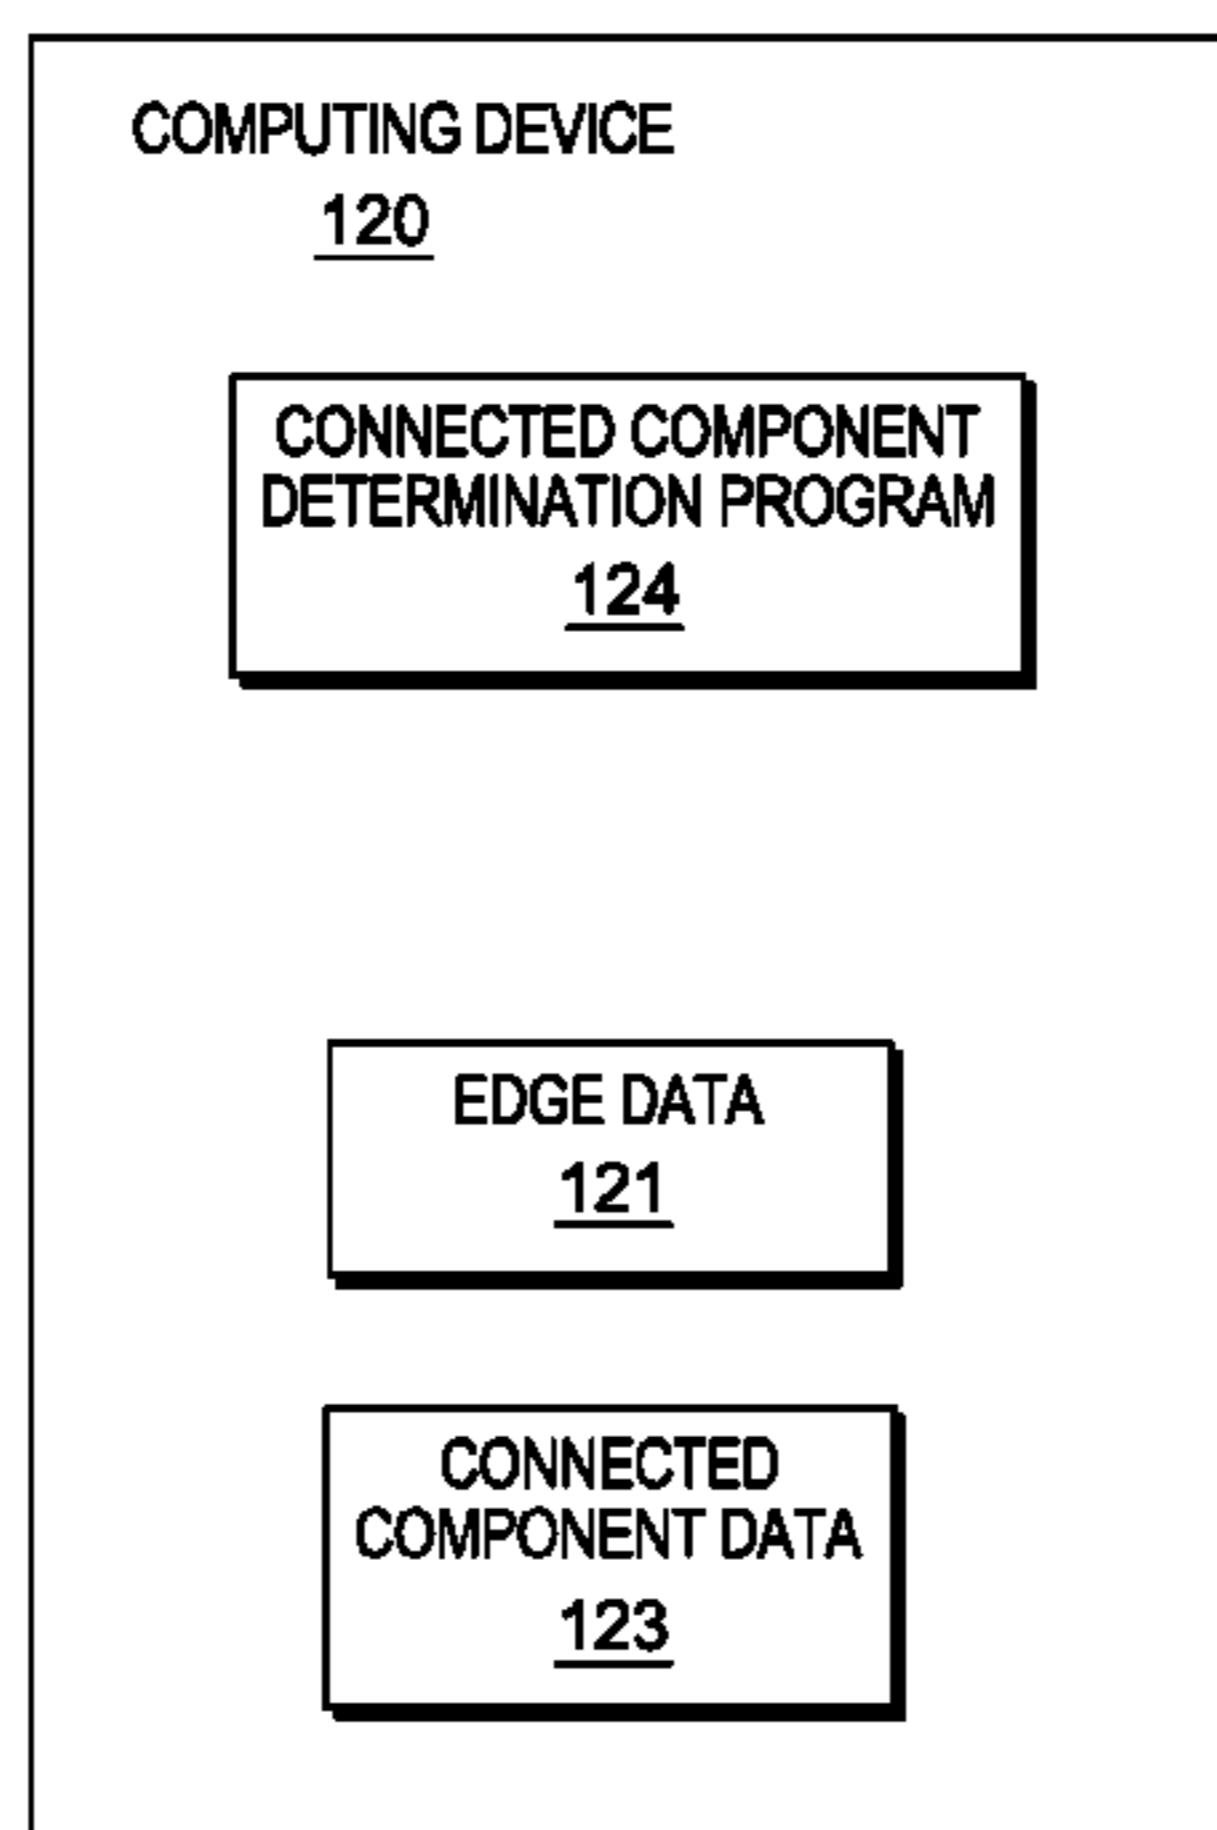 COMPUTING DEVICE
120
CONNECTED COMPONENT
DETERMINATION PROGRAM
124
EDGE DATA
121
CONNECTED
COMPONENT DATA
123